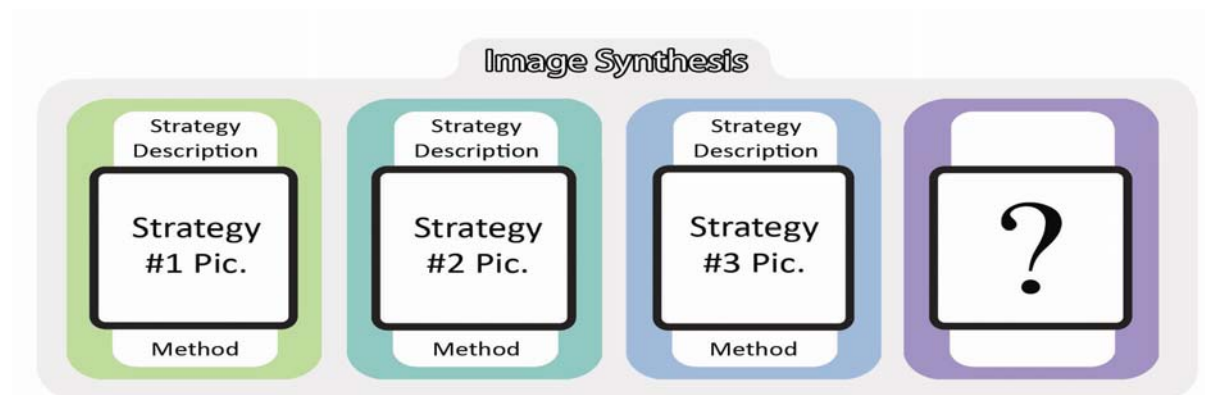 Image Synthesis
Strategy
Description
Strategy
#1 Pic.
Method
Strategy
Description
Strategy
#2 Pic.
Method
Strategy
Description
Strategy
#3 Pic.
Method
?